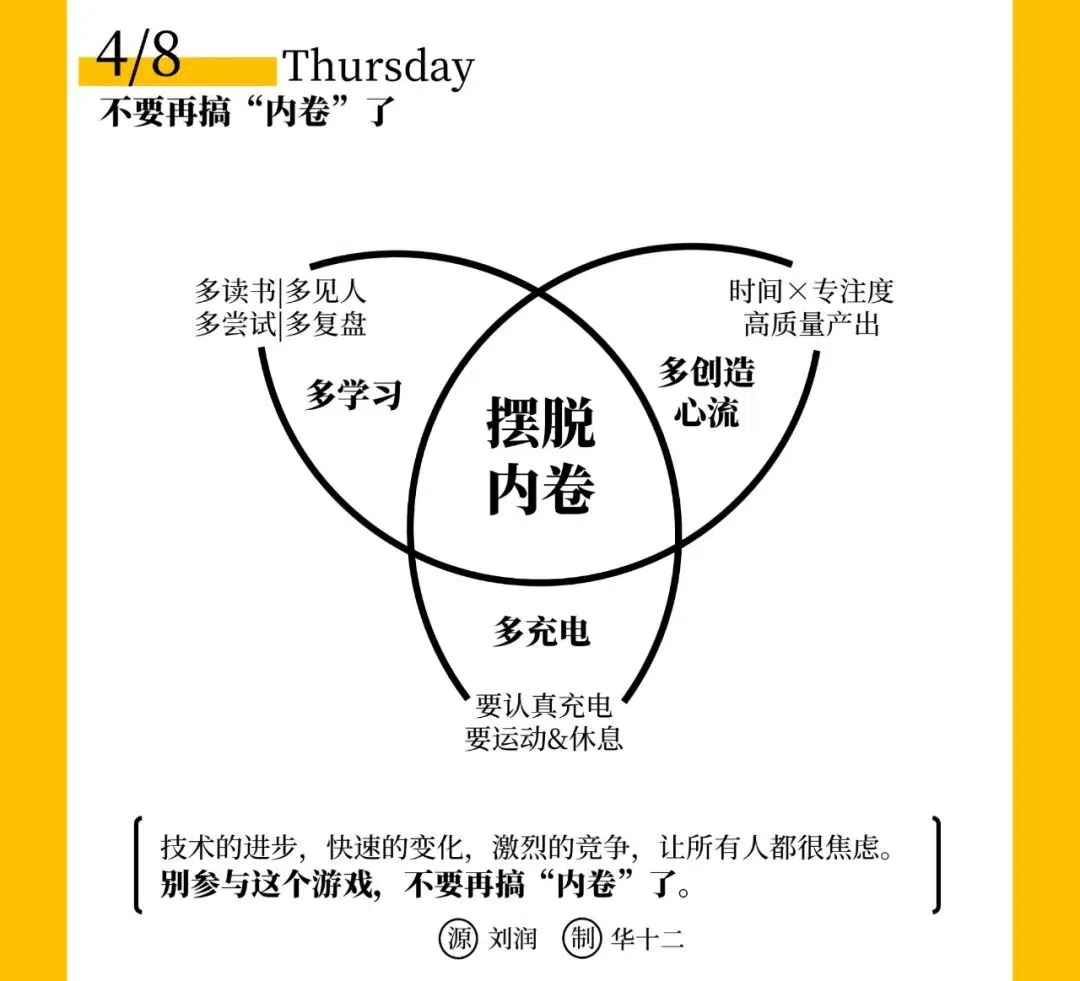 4/8 Thursday
不要再搞“内卷”了
多读书|多见人
多尝试|多复盘
多学习
时间×专注度
高质量产出
多创造
心流
摆脱
内卷
多充电
要认真充电
要运动&休息
技术的进步，快速的变化，激烈的竞争，让所有人都很焦虑。
别参与这个游戏，不要再搞“内卷”了。
源 刘润 制 华十二